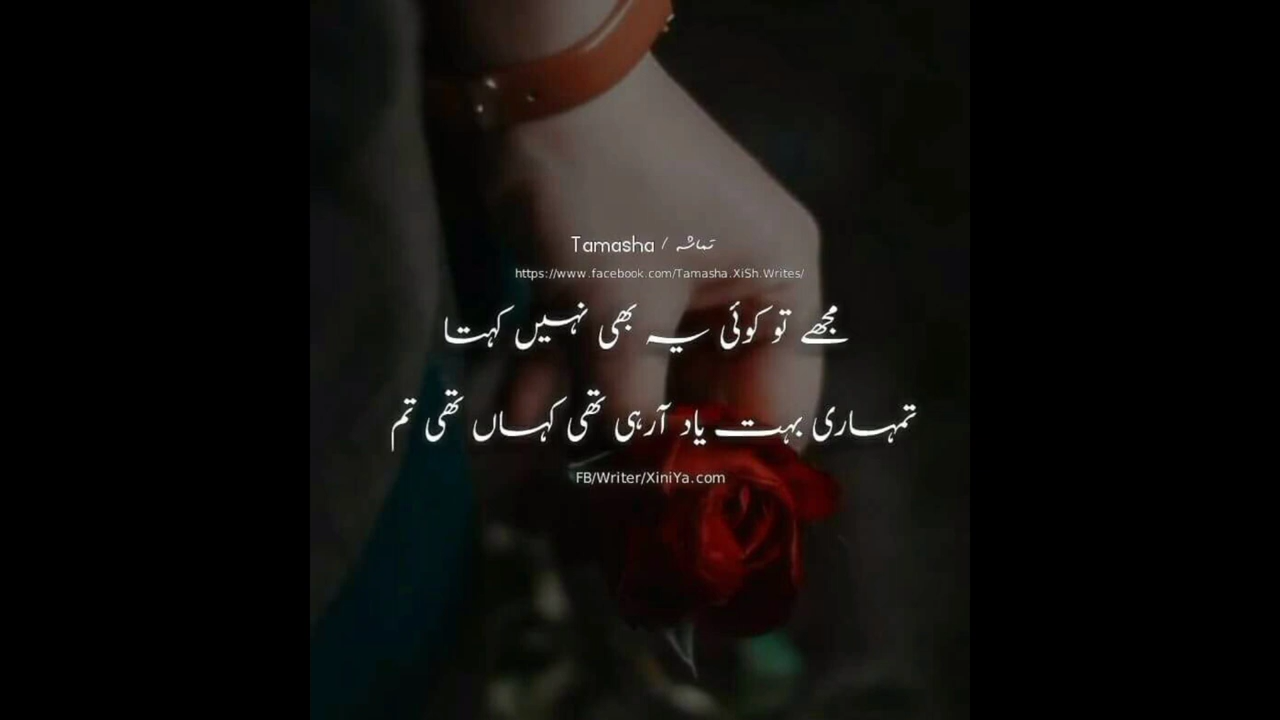 Tamasha / تماشہ
https://www.facebook.com/Tamasha.XiSh.Writes/
مجھے تو کوئی یہ بھی نہیں کہتا
تمہاری بہت یاد آرہی تھی کہاں تھی تم
FB/Writer/XiniYa.com